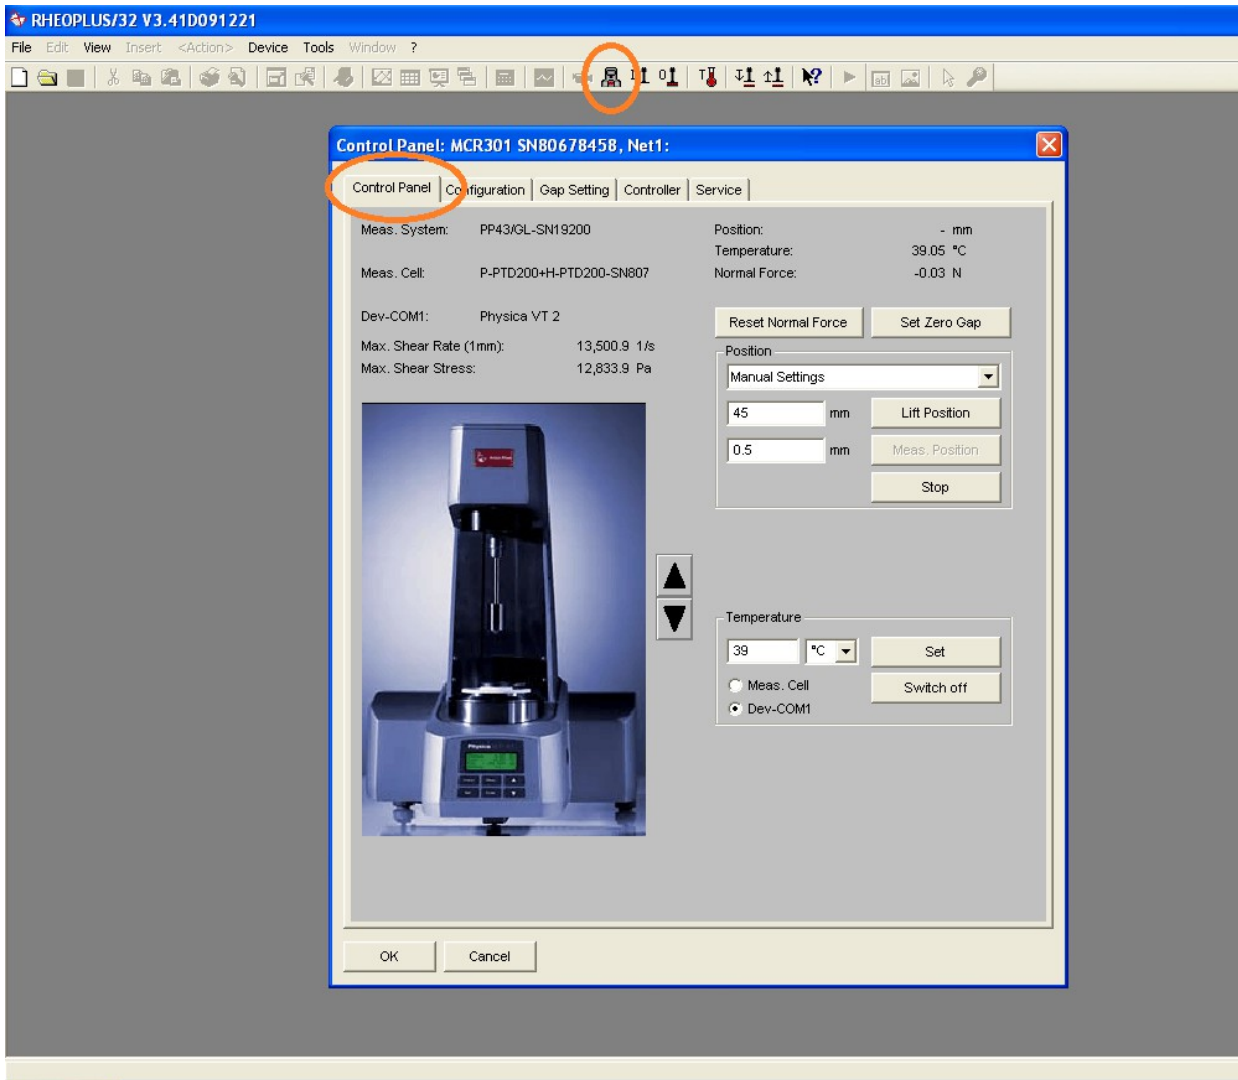 RHEOPLUS/32 V3.41D091221
File Edit View Insert <Action> Device Tools Window ?
Control Panel: MCR301 SN80678458, Net1:
Control Panel Configuration Gap Setting Controller Service
Meas. System: PP43/GL-SN19200
Position: - mm
Temperature: 39.05 °C
Meas. Cell: P-PTD200+H-PTD200-SN807
Normal Force: -0.03 N
Dev-COM1: Physica VT 2
Reset Normal Force Set Zero Gap
Max. Shear Rate (1mm): 13,500.9 1/s
Max. Shear Stress: 12,833.9 Pa
Position
Manual Settings
45 mm Lift Position
0.5 mm Meas. Position
Stop
Temperature
39 °C Set
Meas. Cell Switch off
Dev-COM1
Physica
OK Cancel